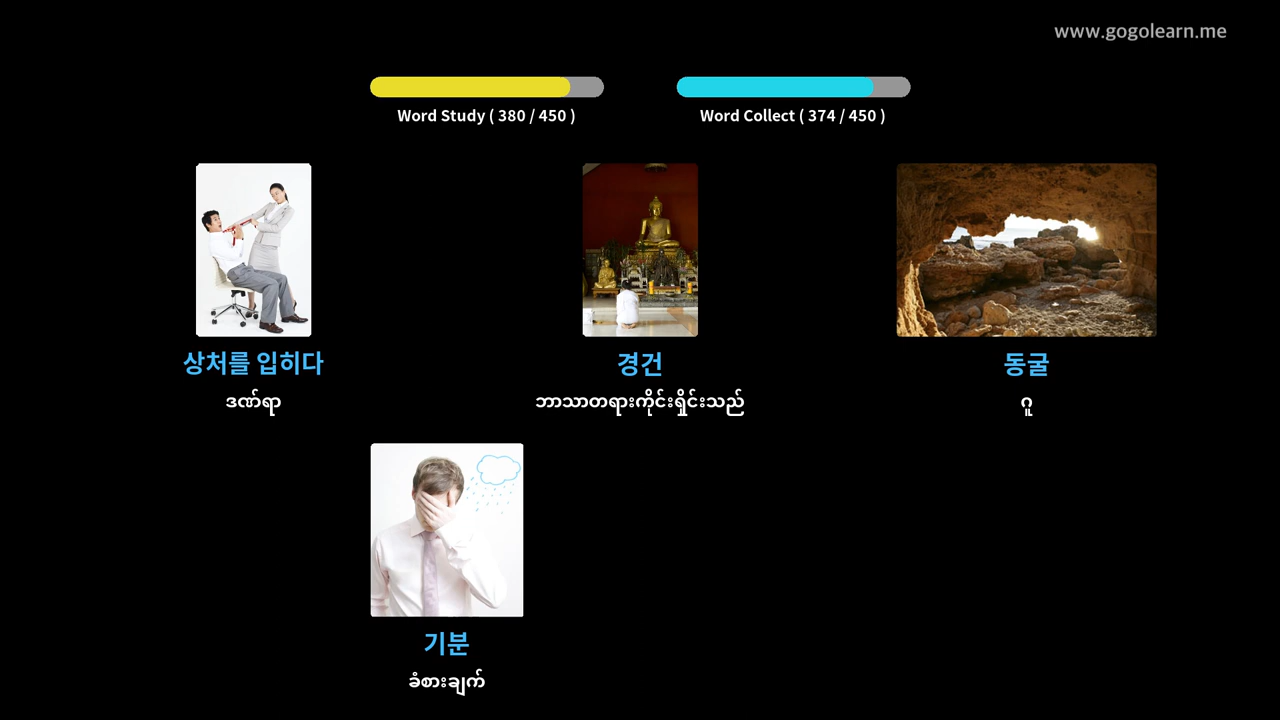 www.gogolearn.me
Word Study ( 380 / 450 )
Word Collect ( 374 / 450 )
상처를 입히다
ဒဏ်ရာ
경건
ဘာသာတရားကိုင်းရှိုင်းသည်
동굴
ဂူ
기분
ခံစားချက်